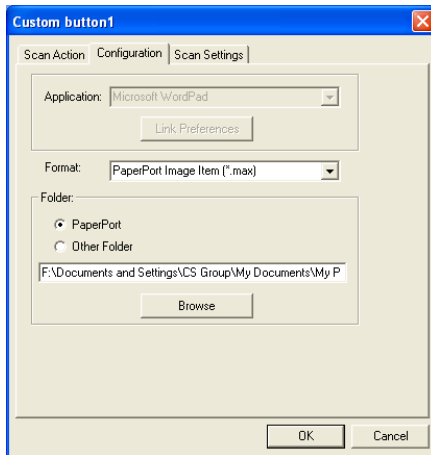 Custom button1
Scan Action Configuration Scan Settings
Application: Microsoft WordPad
Link Preferences
Format: PaperPort Image Item (*.max)
Folder:
PaperPort
Other Folder
F:\Documents and Settings\CS Group\My Documents\My P
Browse
OK Cancel